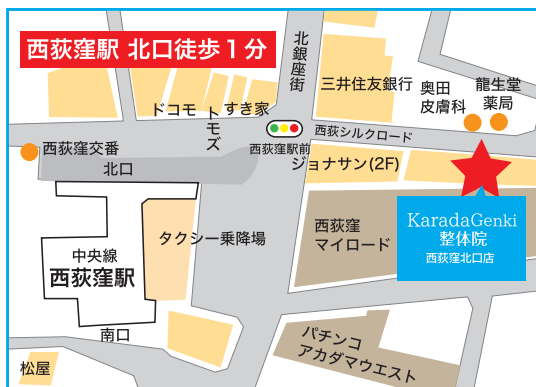 西荻窪駅 北口徒歩1分
北銀座街
ドコモ
トモズ
すき家
三井住友銀行
奥田
皮膚科
龍生堂
薬局
西荻シルクロード
西荻窪交番
北口
西荻窪駅前
ジョナサン(2F)
KaradaGenki
整体院
西荻窪北口店
西荻窪
マイロード
タクシー乗降場
中央線
西荻窪駅
南口
松屋
パチンコ
アカダマウエスト